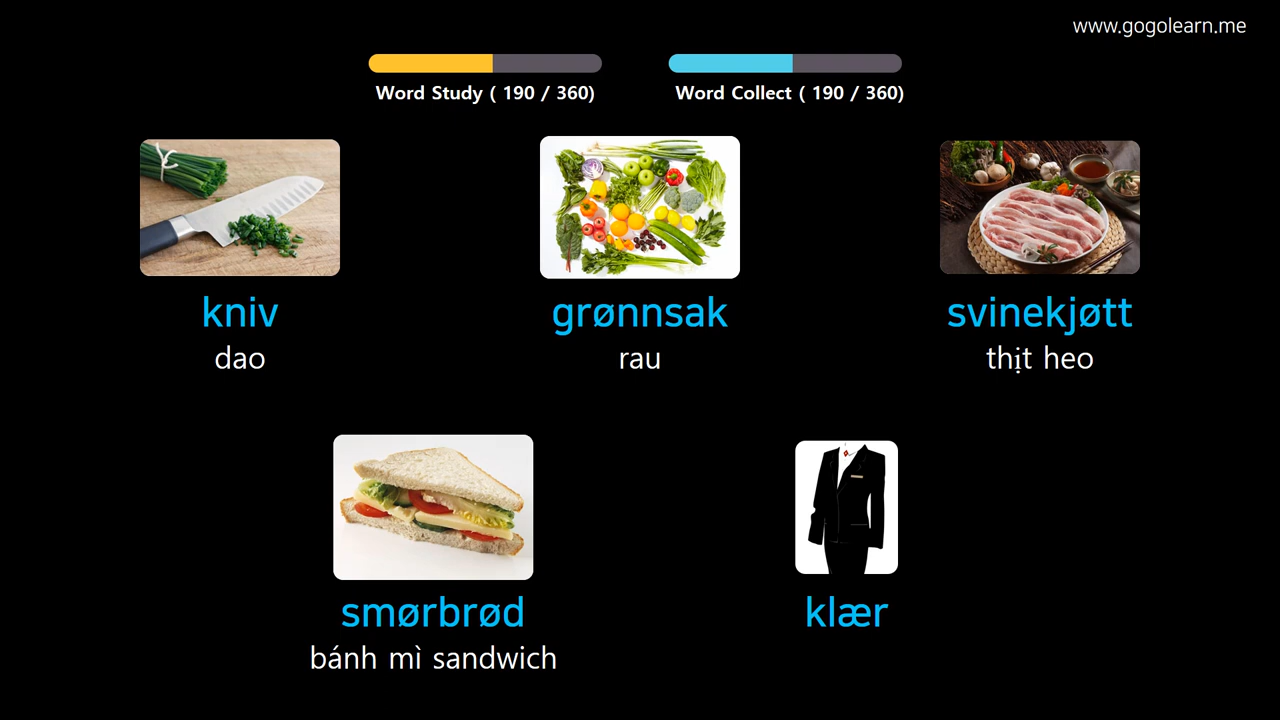 www.gogolearn.me
Word Study ( 190 / 360)
Word Collect ( 190 / 360)
kniv
dao
grønnsak
rau
svinekjøtt
thịt heo
smørbrød
bánh mì sandwich
klær